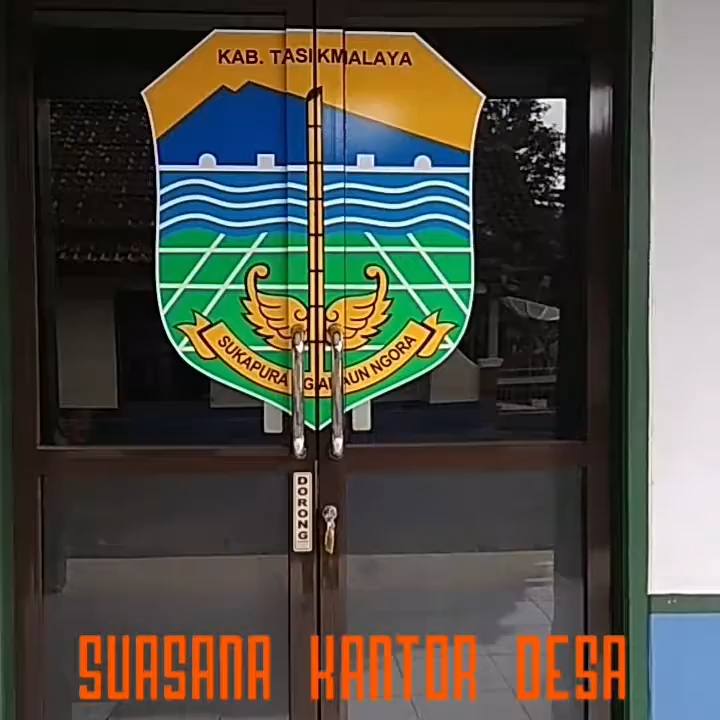 KAB. TASIKMALAYA
SUKAPURA NGADAUN NGORA
DORONG
SUASANA KANTOR DESA